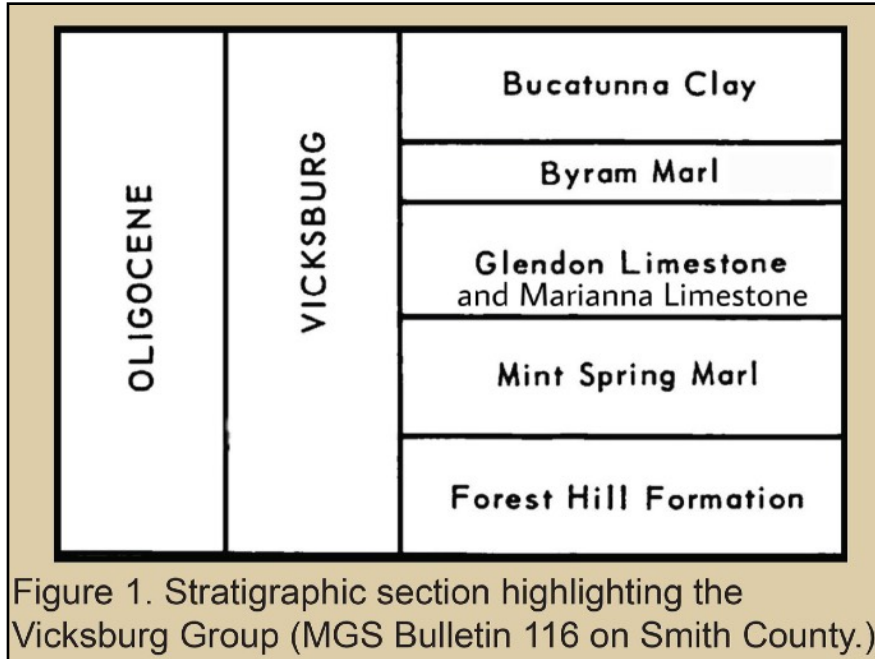 OLIGOCENE
VICKSBURG
Bucatunna Clay
Byram Marl
Glendon Limestone
and Marianna Limestone
Mint Spring Marl
Forest Hill Formation
Figure 1. Stratigraphic section highlighting the
Vicksburg Group (MGS Bulletin 116 on Smith County.)